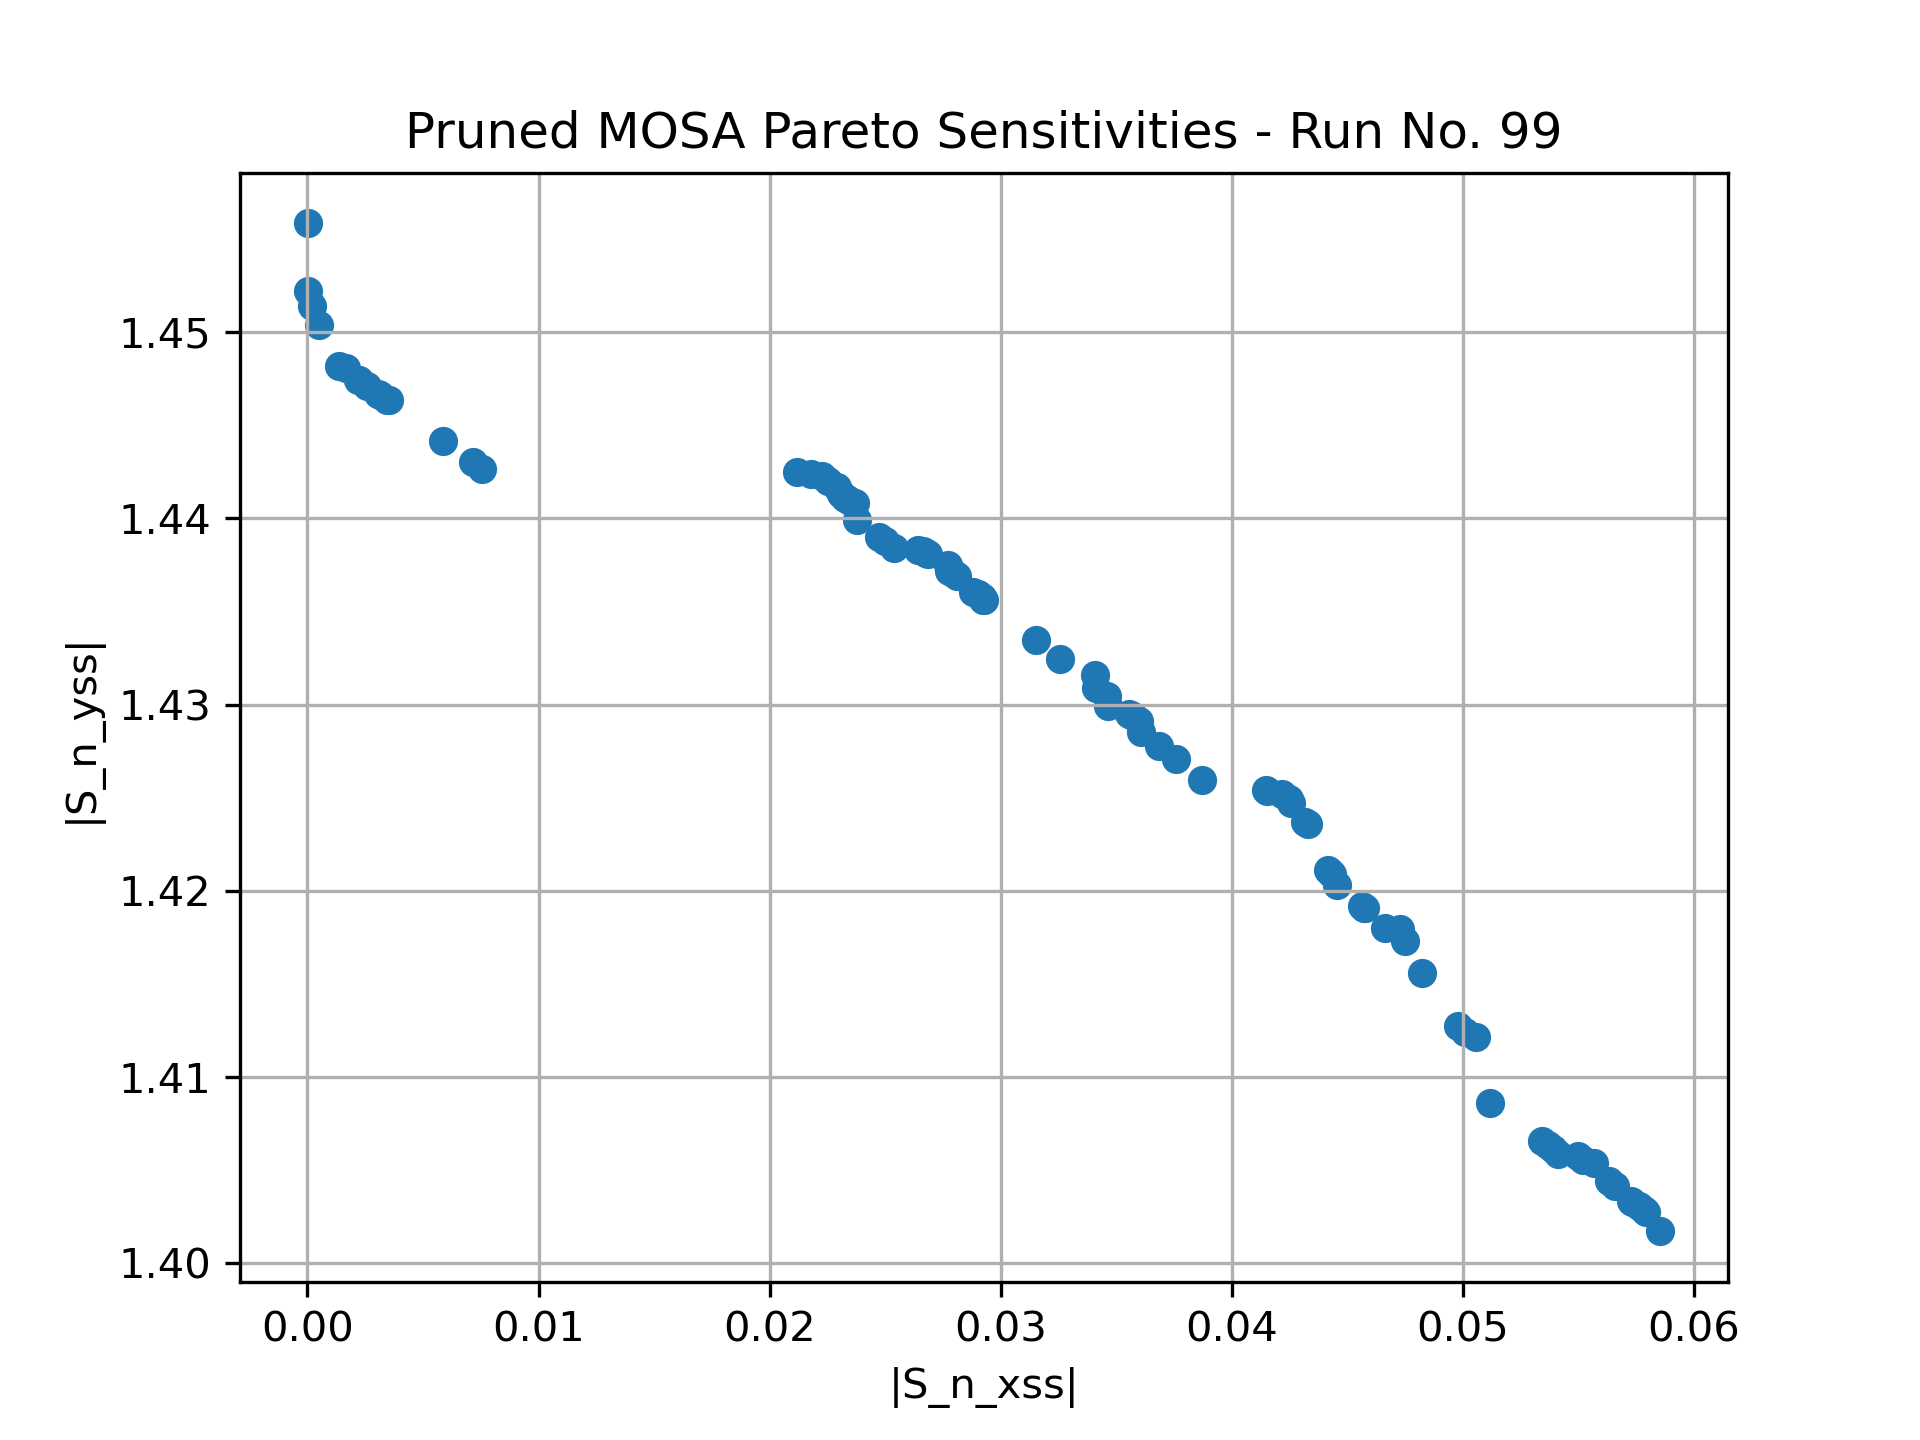 Pruned MOSA Pareto Sensitivities - Run No. 99
|S_n_yss|
1.45
1.44
1.43
1.42
1.41
1.40
0.00 0.01 0.02 0.03 0.04 0.05 0.06
|S_n_xss|